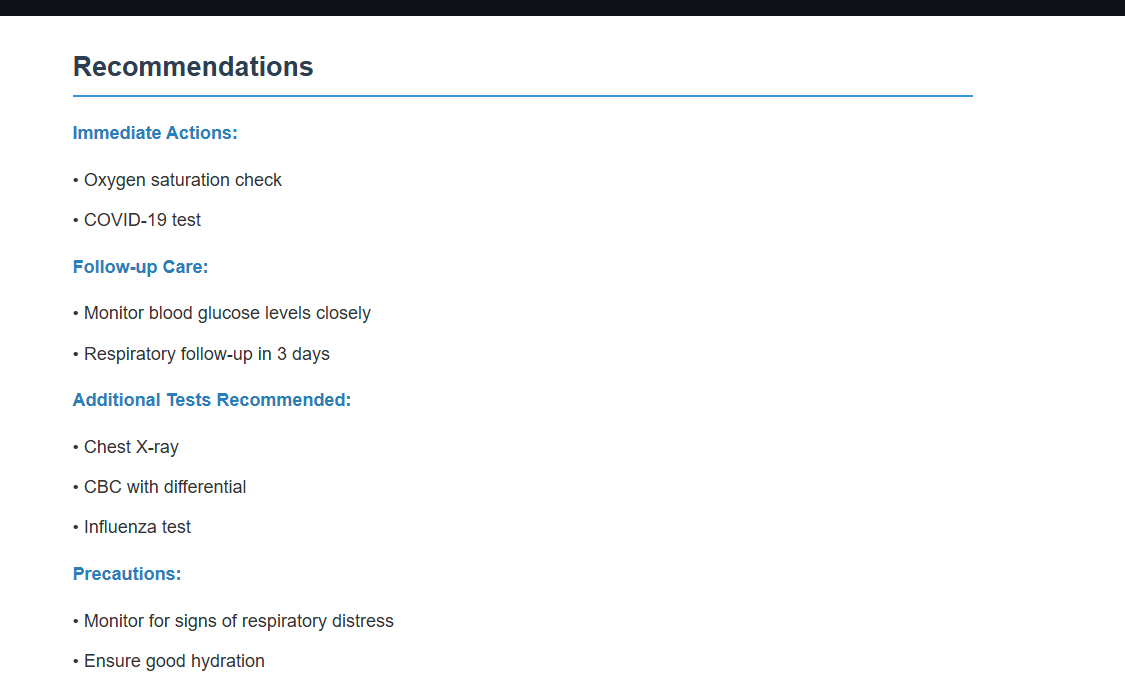 Recommendations
Immediate Actions:
• Oxygen saturation check
• COVID-19 test
Follow-up Care:
• Monitor blood glucose levels closely
• Respiratory follow-up in 3 days
Additional Tests Recommended:
• Chest X-ray
• CBC with differential
• Influenza test
Precautions:
• Monitor for signs of respiratory distress
• Ensure good hydration